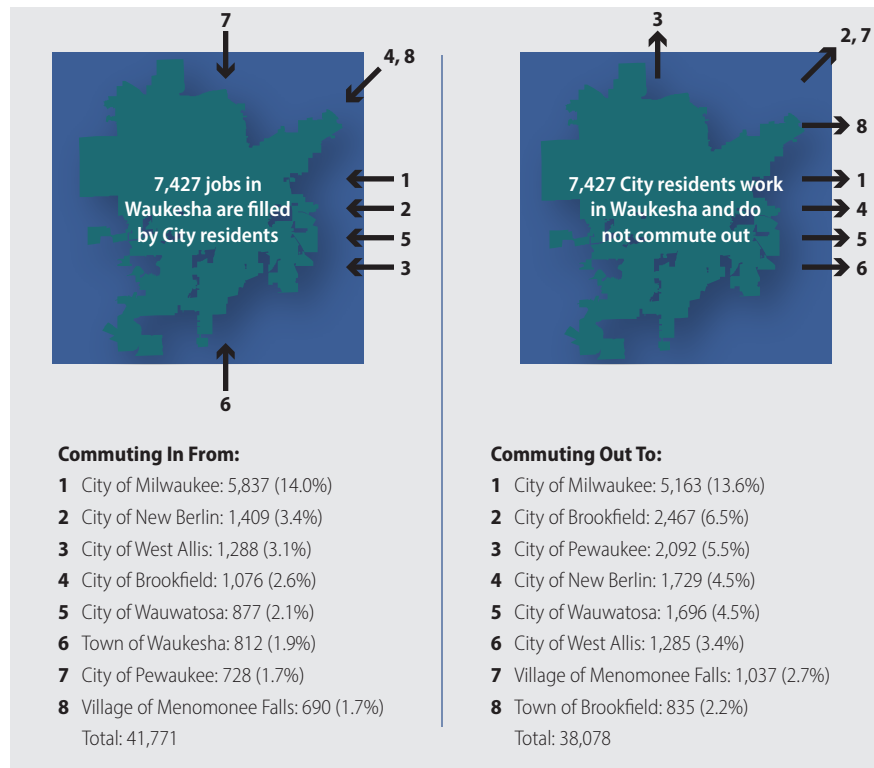 7
4, 8
7,427 jobs in
Waukesha are filled
by City residents
1
2
5
3
6
3
2, 7
8
7,427 City residents work
in Waukesha and do
not commute out
1
4
5
6
Commuting In From:
1 City of Milwaukee: 5,837 (14.0%)
2 City of New Berlin: 1,409 (3.4%)
3 City of West Allis: 1,288 (3.1%)
4 City of Brookfield: 1,076 (2.6%)
5 City of Wauwatosa: 877 (2.1%)
6 Town of Waukesha: 812 (1.9%)
7 City of Pewaukee: 728 (1.7%)
8 Village of Menomonee Falls: 690 (1.7%)
Total: 41,771
Commuting Out To:
1 City of Milwaukee: 5,163 (13.6%)
2 City of Brookfield: 2,467 (6.5%)
3 City of Pewaukee: 2,092 (5.5%)
4 City of New Berlin: 1,729 (4.5%)
5 City of Wauwatosa: 1,696 (4.5%)
6 City of West Allis: 1,285 (3.4%)
7 Village of Menomonee Falls: 1,037 (2.7%)
8 Town of Brookfield: 835 (2.2%)
Total: 38,078